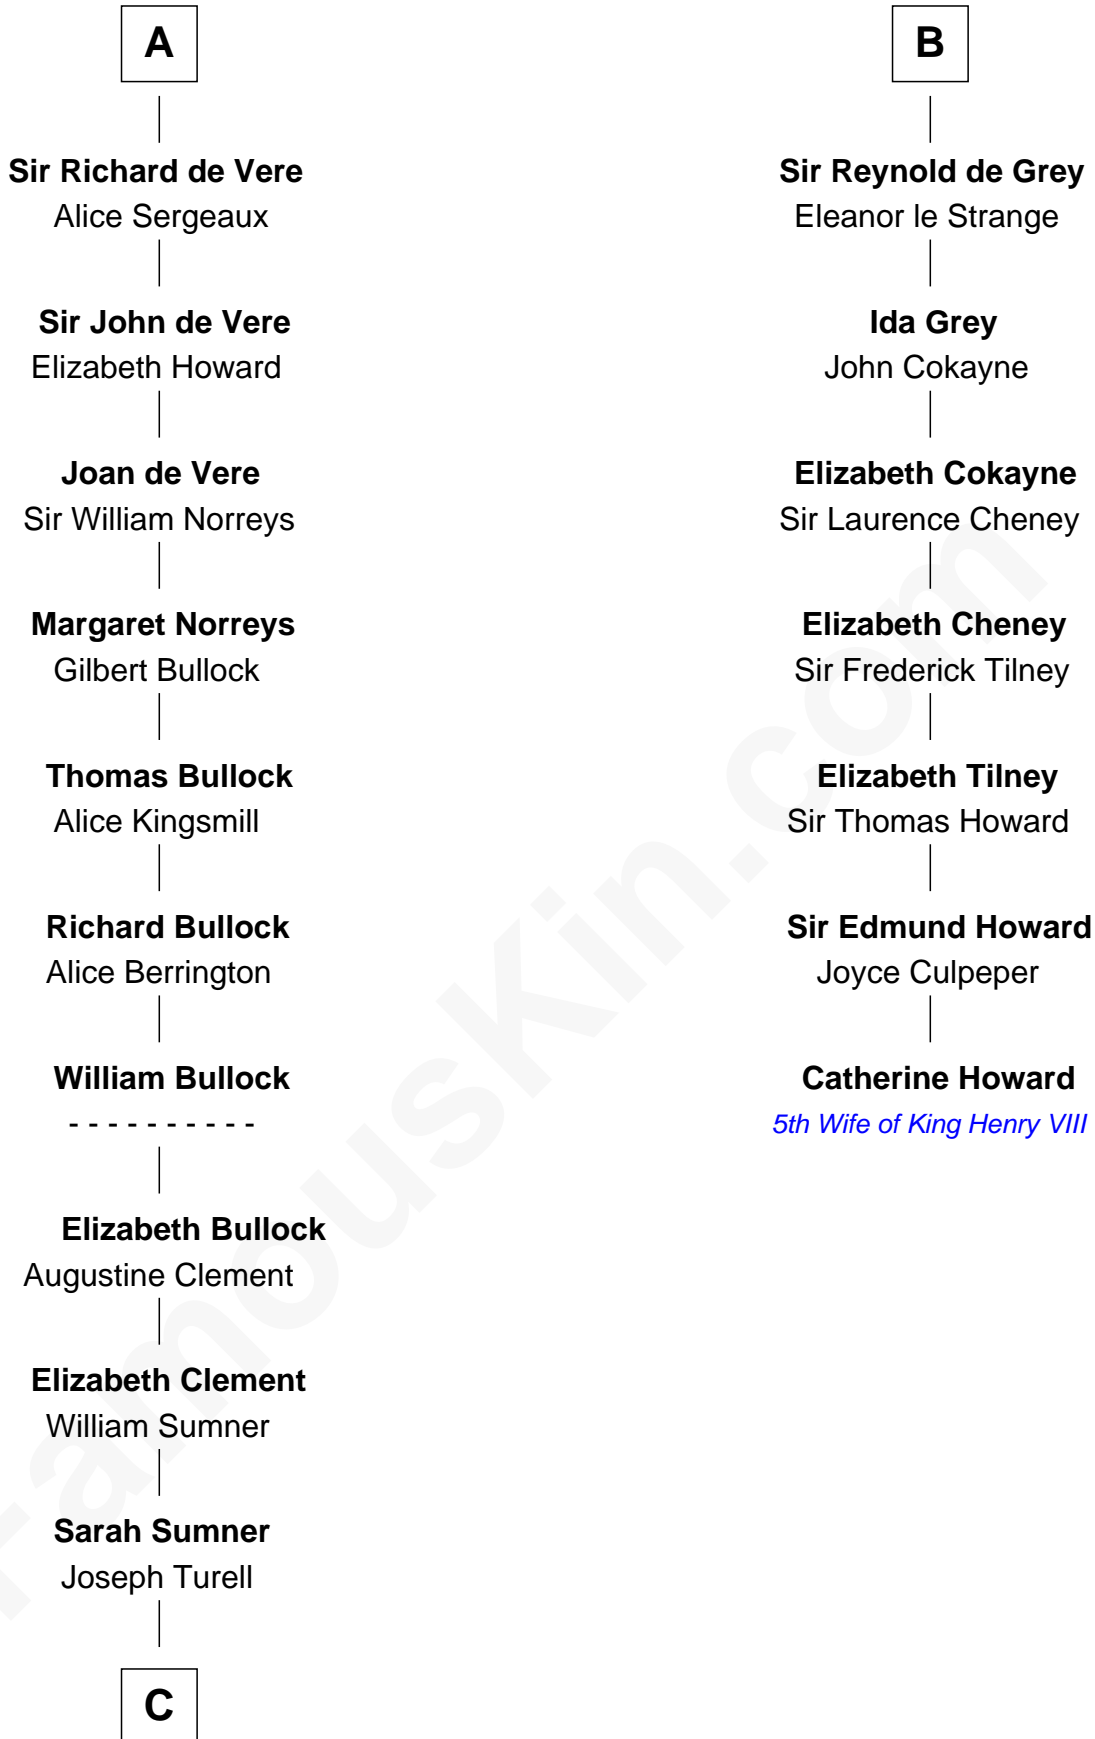 A
Sir Richard de Vere
Alice Sergeaux
Sir John de Vere
Elizabeth Howard
Joan de Vere
Sir William Norreys
Margaret Norreys
Gilbert Bullock
Thomas Bullock
Alice Kingsmill
Richard Bullock
Alice Berrington
William Bullock
- - - - - - - - - -
Elizabeth Bullock
Augustine Clement
Elizabeth Clement
William Sumner
Sarah Sumner
Joseph Turell
C
B
Sir Reynold de Grey
Eleanor le Strange
Ida Grey
John Cokayne
Elizabeth Cokayne
Sir Laurence Cheney
Elizabeth Cheney
Sir Frederick Tilney
Elizabeth Tilney
Sir Thomas Howard
Sir Edmund Howard
Joyce Culpeper
Catherine Howard
5th Wife of King Henry VIII
FamousKin.com